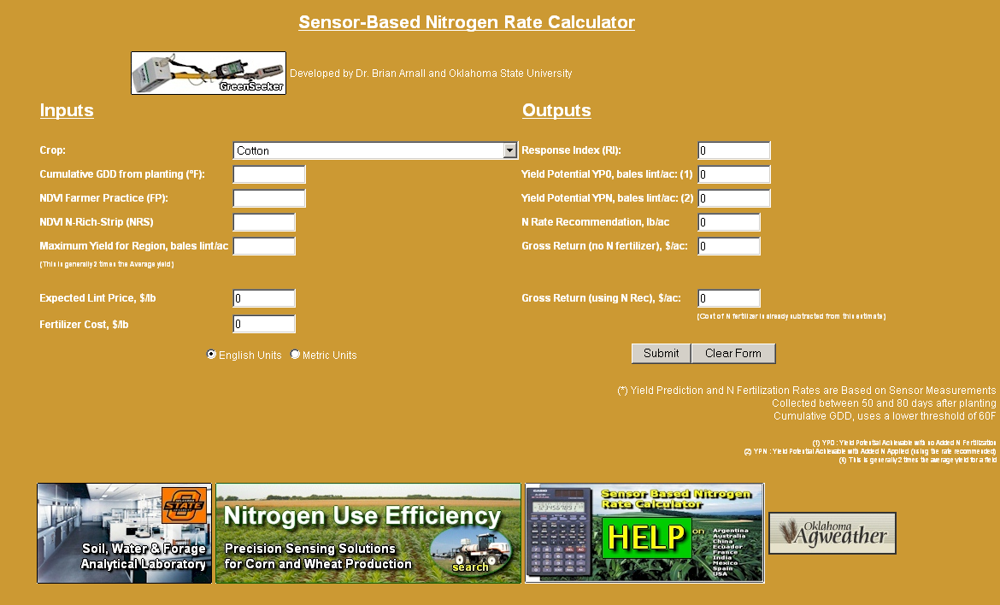 Sensor-Based Nitrogen Rate Calculator
GreenSeeker
Developed by Dr. Brian Arnall and Oklahoma State University
Inputs
Crop:
Cotton
Cumulative GDD from planting (°F):
NDVI Farmer Practice (FP):
NDVI N-Rich-Strip (NRS)
Maximum Yield for Region, bales lint/ac
(This is generally 2 times the Average yield)
Expected Lint Price, $/lb
0
Fertilizer Cost, $/lb
0
English Units
Metric Units
Outputs
Response Index (RI):
0
Yield Potential YP0, bales lint/ac: (1)
0
Yield Potential YPN, bales lint/ac: (2)
0
N Rate Recommendation, lb/ac
0
Gross Return (no N fertilizer), $/ac:
0
Gross Return (using N Rec), $/ac:
0
(Cost of N fertilizer is already subtracted from this estimate)
Submit
Clear Form
(*) Yield Prediction and N Fertilization Rates are Based on Sensor Measurements
Collected between 50 and 80 days after planting
Cumulative GDD, uses a lower threshold of 60F
(1) YP0 : Yield Potential Achievable with no Added N Fertilization
(2) YPN : Yield Potential Achievable with Added N Applied (using the rate recommended)
(4) This is generally 2 times the average yield for a field
OKLAHOMA
STATE
Soil, Water & Forage
Analytical Laboratory
Nitrogen Use Efficiency
Precision Sensing Solutions
for Corn and Wheat Production
search
CASIO
Sensor Based Nitrogen
Rate Calculator
HELP
on
Argentina
Australia
China
Ecuador
France
India
Mexico
Spain
USA
Oklahoma
Agweather